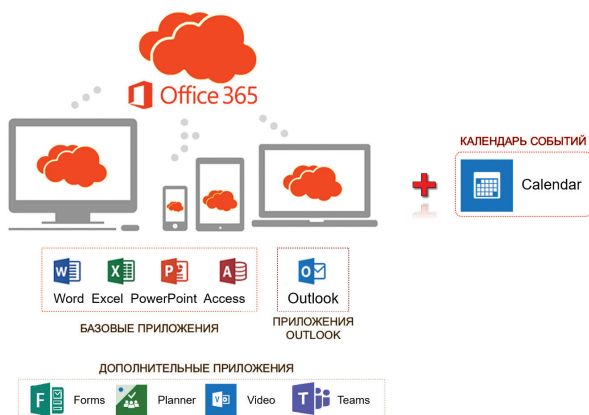 Office 365
КАЛЕНДАРЬ СОБЫТИЙ
Calendar
Word Excel PowerPoint Access
Outlook
БАЗОВЫЕ ПРИЛОЖЕНИЯ
ПРИЛОЖЕНИЯ
OUTLOOK
ДОПОЛНИТЕЛЬНЫЕ ПРИЛОЖЕНИЯ
Forms Planner Video Teams